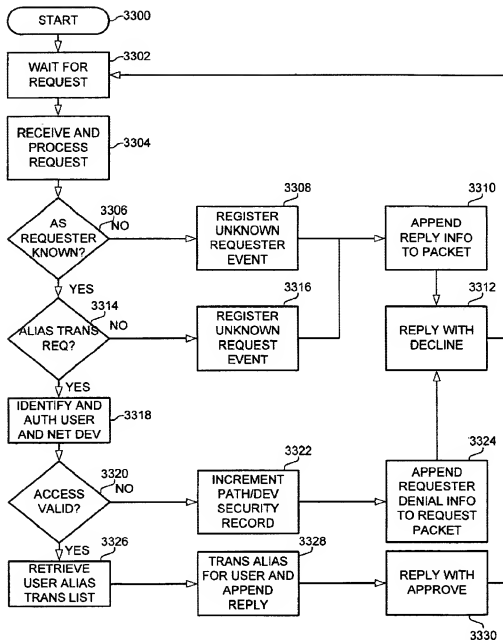 START
3300
3302
WAIT FOR
REQUEST
3304
RECEIVE AND
PROCESS
REQUEST
3306
AS
REQUESTER
KNOWN?
NO
YES
3308
REGISTER
UNKNOWN
REQUESTER
EVENT
3310
APPEND
REPLY INFO
TO PACKET
3314
ALIAS TRANS
REQ?
NO
YES
3316
REGISTER
UNKNOWN
REQUEST
EVENT
3312
REPLY WITH
DECLINE
IDENTIFY AND
AUTH USER
AND NET DEV
3318
3320
ACCESS
VALID?
NO
YES
3322
INCREMENT
PATH/DEV
SECURITY
RECORD
3324
APPEND
REQUESTER
DENIAL INFO
TO REQUEST
PACKET
3326
RETRIEVE
USER ALIAS
TRANS LIST
3328
TRANS ALIAS
FOR USER AND
APPEND
REPLY
REPLY WITH
APPROVE
3330